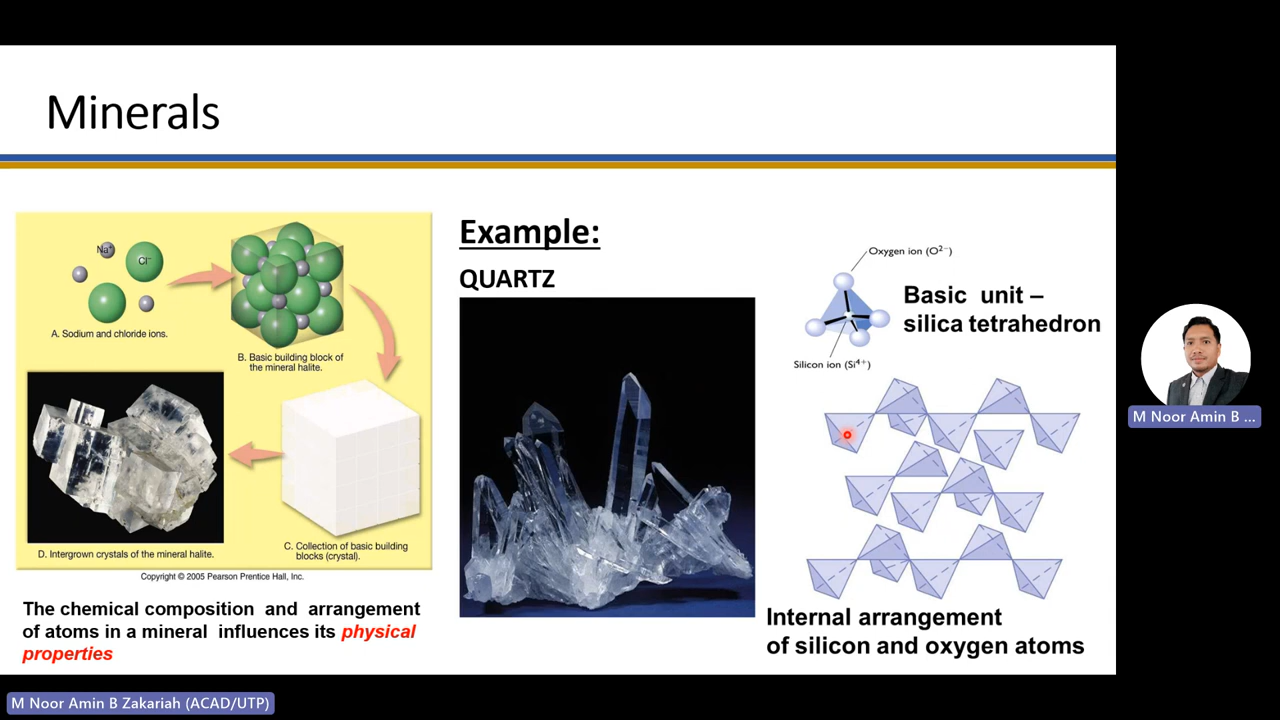 Minerals
Na⁺
Cl⁻
A. Sodium and chloride ions.
B. Basic building block of
the mineral halite.
D. Intergrown crystals of the mineral halite.
C. Collection of basic building
blocks (crystal).
Copyright © 2005 Pearson Prentice Hall, Inc.
The chemical composition and arrangement
of atoms in a mineral influences its physical
properties
Example:
QUARTZ
Oxygen ion (O²⁻)
Basic unit –
silica tetrahedron
Silicon ion (Si⁴⁺)
Internal arrangement
of silicon and oxygen atoms
M Noor Amin B ...
M Noor Amin B Zakariah (ACAD/UTP)